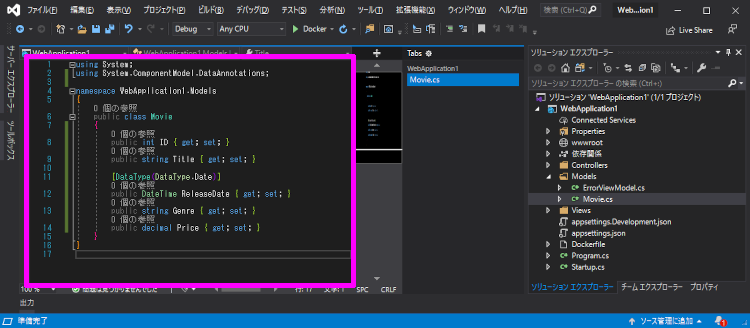 ファイル(F) 編集(E) 表示(V) プロジェクト(P) ビルド(B) デバッグ(D) テスト(S) 分析(N) ツール(T) 拡張機能(X) ウィンドウ(W) ヘルプ(H) 検索 (Ctrl+Q) Web...ion1
Debug Any CPU Docker Live Share
サーバー エクスプローラー
ツールボックス
WebApplication1 WebApplication1.Models Title
1 using System;
2 using System.ComponentModel.DataAnnotations;
3
4 namespace WebApplication1.Models
5 {
0 個の参照
6 public class Movie
7 {
0 個の参照
8 public int ID { get; set; }
0 個の参照
9 public string Title { get; set; }
10
11 [DataType(DataType.Date)]
0 個の参照
12 public DateTime ReleaseDate { get; set; }
0 個の参照
13 public string Genre { get; set; }
0 個の参照
14 public decimal Price { get; set; }
15 }
16 }
17
100 % 問題は見つかりませんでした 行: 17 文字: 1 SPC CRLF
Tabs
WebApplication1
Movie.cs
ソリューション エクスプローラー
ソリューション エクスプローラー の検索 (Ctrl+;)
ソリューション 'WebApplication1' (1/1 プロジェクト)
WebApplication1
Connected Services
Properties
wwwroot
依存関係
Controllers
Models
C# ErrorViewModel.cs
C# Movie.cs
Views
appsettings.Development.json
appsettings.json
Dockerfile
C# Program.cs
C# Startup.cs
ソリューション エクスプローラー チーム エクスプローラー プロパティ
出力
準備完了 ソース管理に追加 1